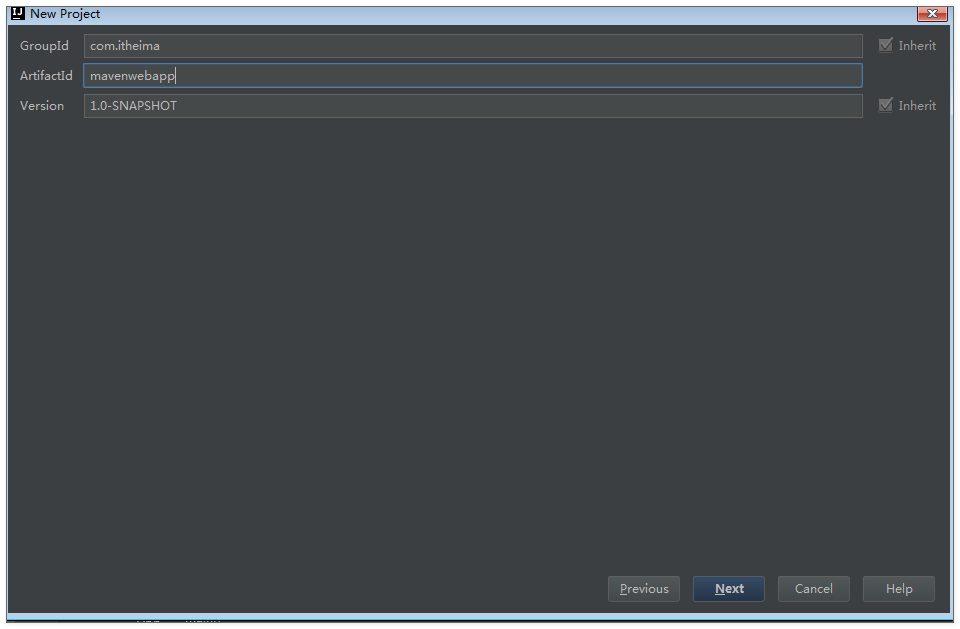 New Project
GroupId com.itheima Inherit
ArtifactId mavenwebapp
Version 1.0-SNAPSHOT Inherit
Previous Next Cancel Help